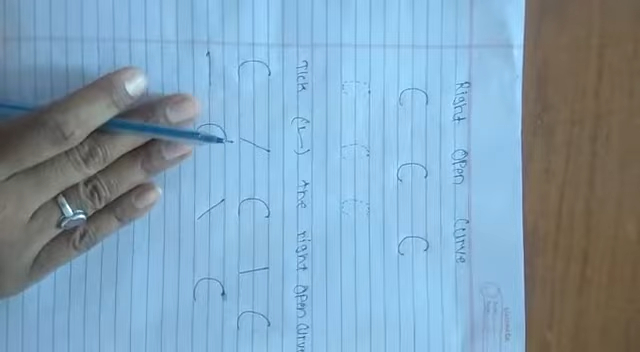 Right open Curve
C C C
C C C
Tick (✓) the right open Curve
C / C | C
| C \ C